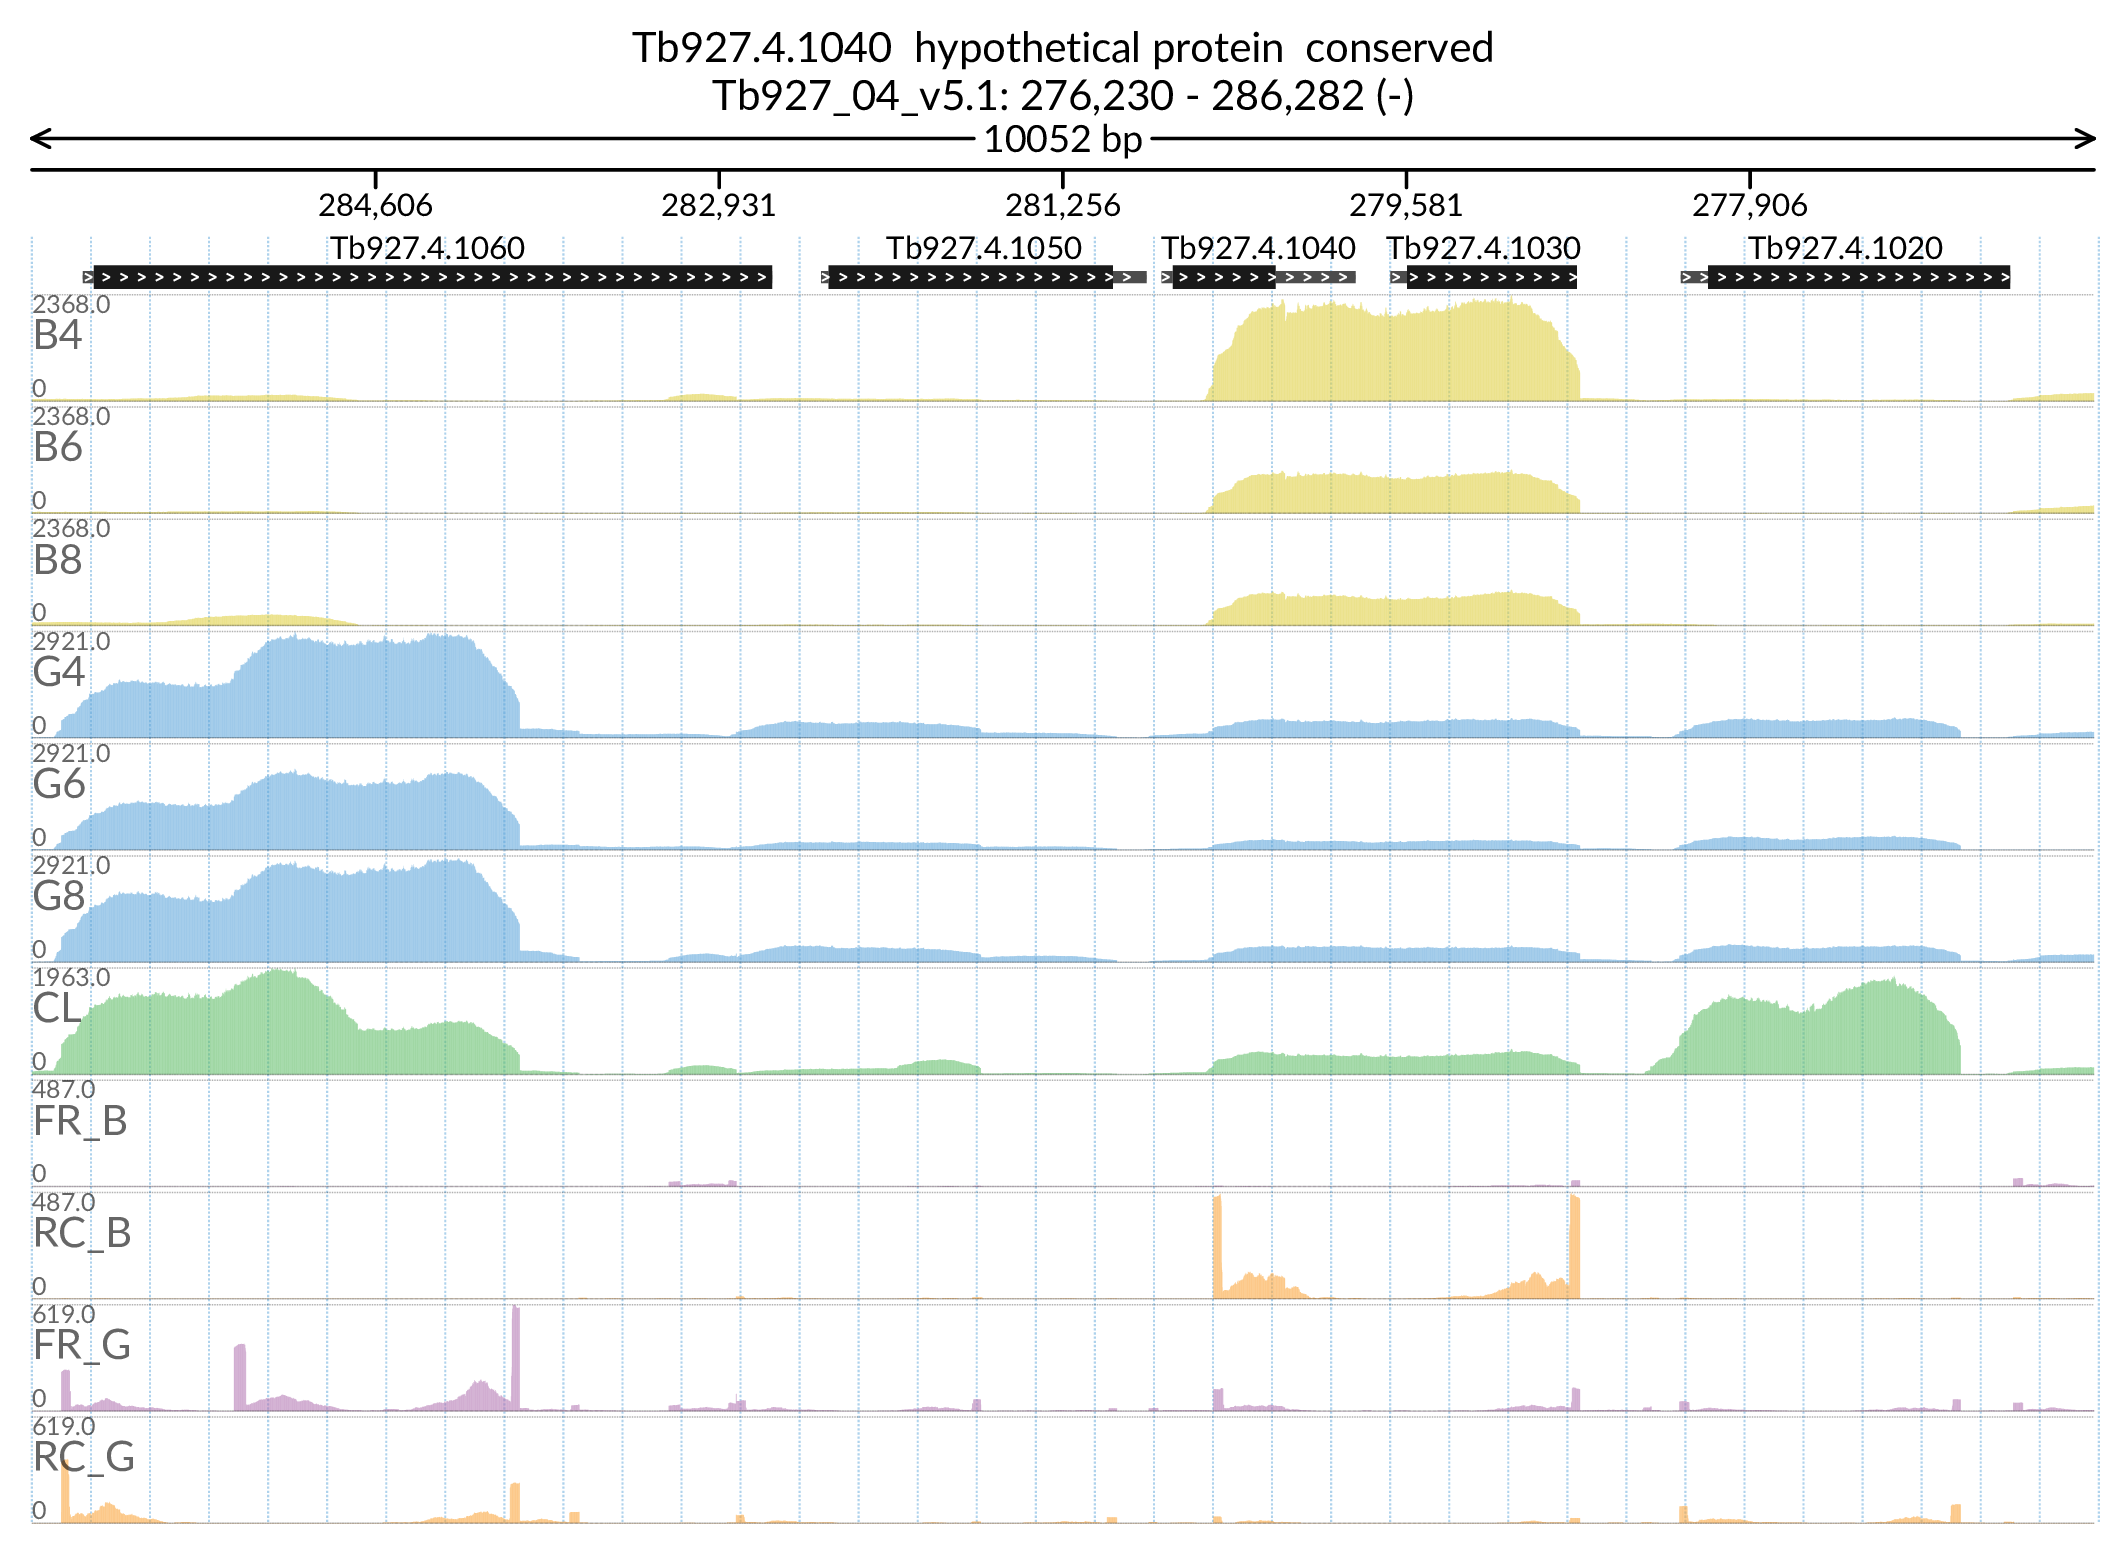 Tb927.4.1040  hypothetical protein  conserved
Tb927_04_v5.1: 276,230 - 286,282 (-)
10052 bp
284,606 282,931 281,256 279,581 277,906
Tb927.4.1060 Tb927.4.1050 Tb927.4.1040 Tb927.4.1030 Tb927.4.1020
2368.0
B4
0
2368.0
B6
0
2368.0
B8
0
2921.0
G4
0
2921.0
G6
0
2921.0
G8
0
1963.0
CL
0
487.0
FR_B
0
487.0
RC_B
0
619.0
FR_G
0
619.0
RC_G
0